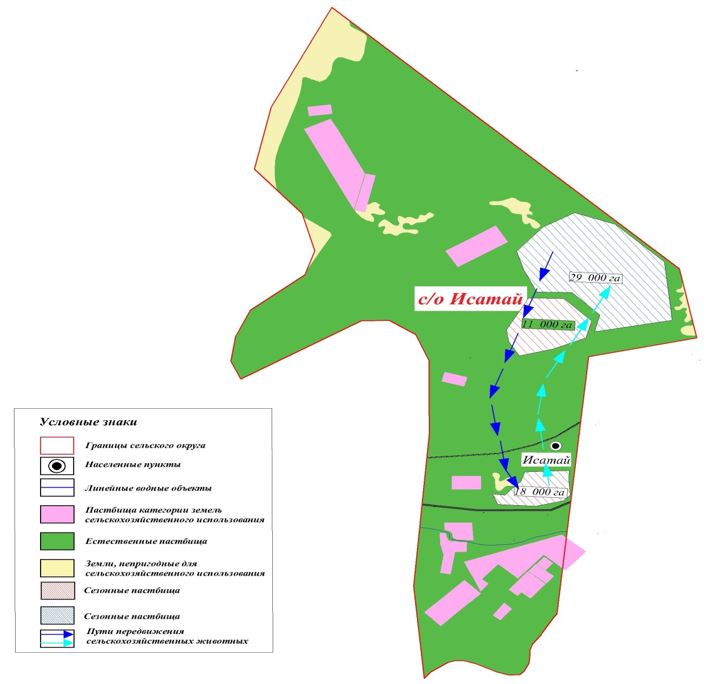 29 000 га
с/о Исатай
11 000 га
Исатай
18 000 га
Условные знаки
Границы сельского округа
Населенные пункты
Линейные водные объекты
Пастбища категории земель
сельскохозяйственного использования
Естественные пастбища
Земли, непригодные для
сельскохозяйственного использования
Сезонные пастбища
Сезонные пастбища
Пути передвижения
сельскохозяйственных животных